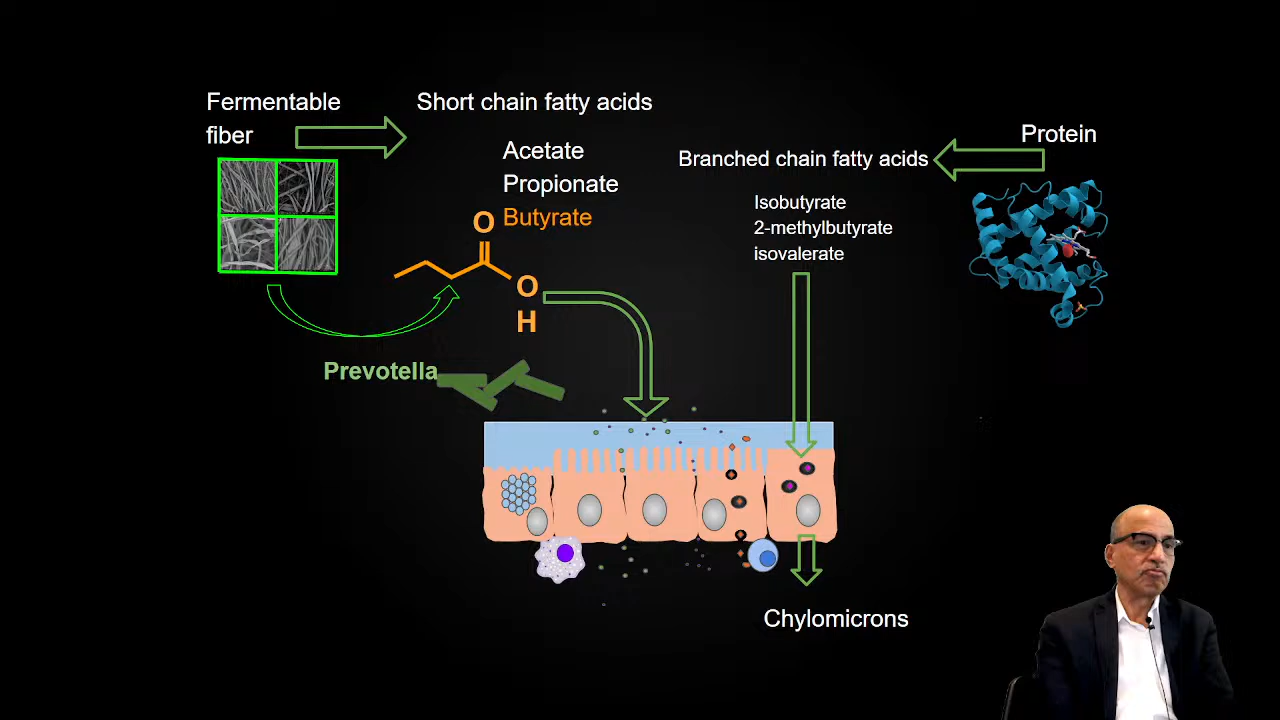 Fermentable
fiber
Short chain fatty acids
Acetate
Propionate
Butyrate
O
O
H
Prevotella
Branched chain fatty acids
Isobutyrate
2-methylbutyrate
isovalerate
Protein
Chylomicrons